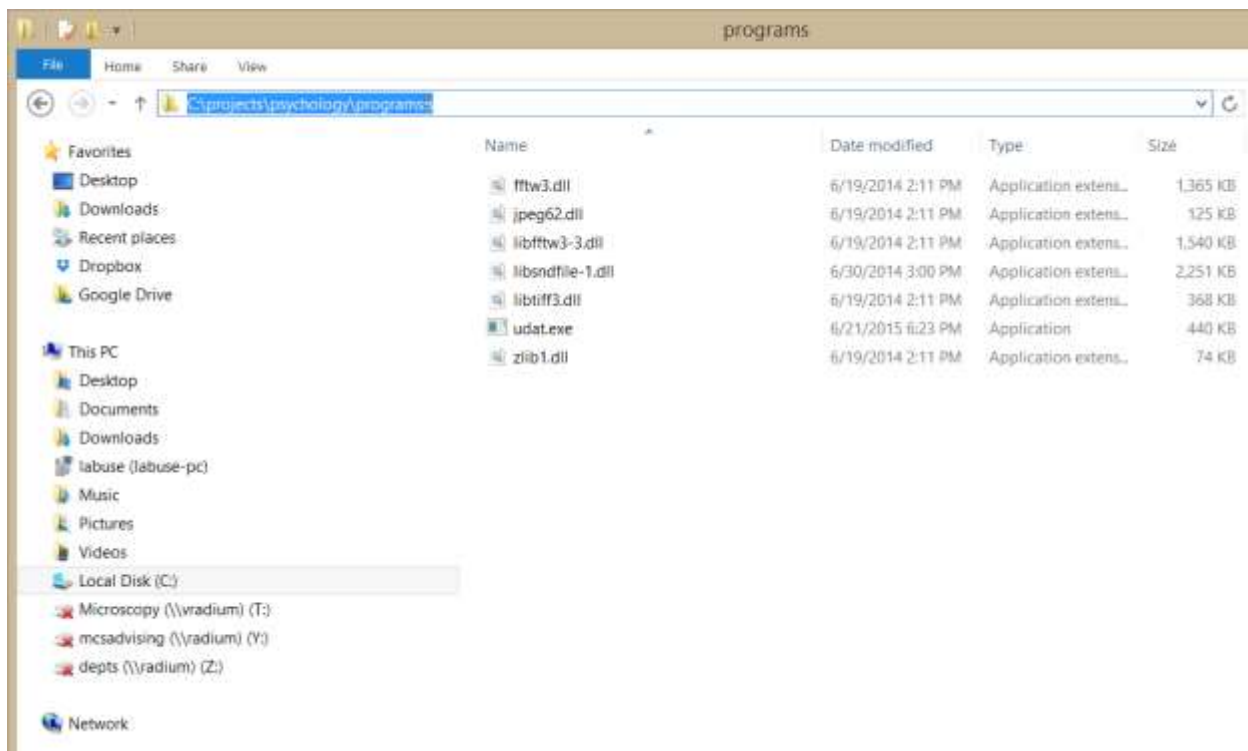 programs
File Home Share View
C:\projects\psychology\programs
Favorites
Desktop
Downloads
Recent places
Dropbox
Google Drive
This PC
Desktop
Documents
Downloads
labuse (labuse-pc)
Music
Pictures
Videos
Local Disk (C:)
Microscopy (\\vradium) (T:)
mcsadvising (\\radium) (Y:)
depts (\\radium) (Z:)
Network
Name Date modified Type Size
fftw3.dll 6/19/2014 2:11 PM Application extens... 1,365 KB
jpeg62.dll 6/19/2014 2:11 PM Application extens... 125 KB
libfftw3-3.dll 6/19/2014 2:11 PM Application extens... 1,540 KB
libsndfile-1.dll 6/30/2014 3:00 PM Application extens... 2,251 KB
libtiff3.dll 6/19/2014 2:11 PM Application extens... 368 KB
udat.exe 6/21/2015 6:23 PM Application 440 KB
zlib1.dll 6/19/2014 2:11 PM Application extens... 74 KB